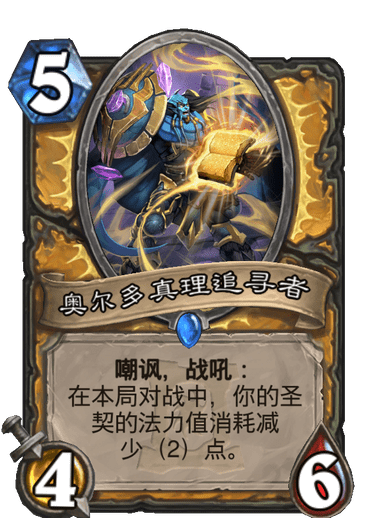 5
奥尔多真理追寻者
嘲讽，战吼：
在本局对战中，你的圣
契的法力值消耗减
少（2）点。
4
6